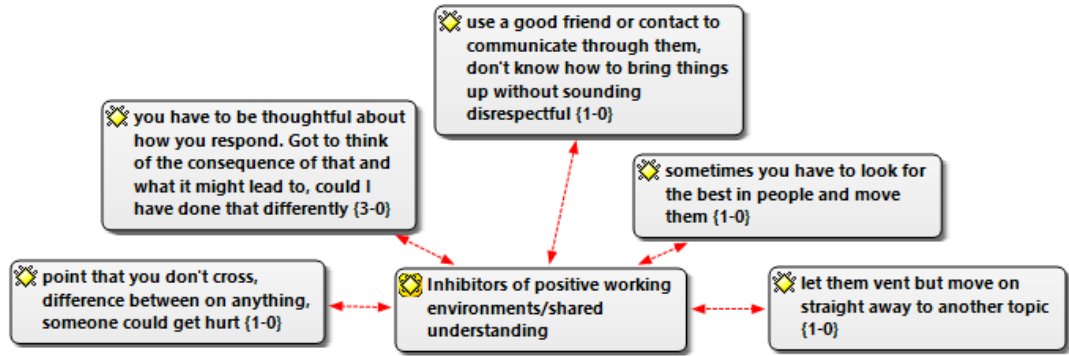 use a good friend or contact to
communicate through them,
don't know how to bring things
up without sounding
disrespectful {1-0}
you have to be thoughtful about
how you respond. Got to think
of the consequence of that and
what it might lead to, could I
have done that differently {3-0}
sometimes you have to look for
the best in people and move
them {1-0}
point that you don't cross,
difference between on anything,
someone could get hurt {1-0}
Inhibitors of positive working
environments/shared
understanding
let them vent but move on
straight away to another topic
{1-0}